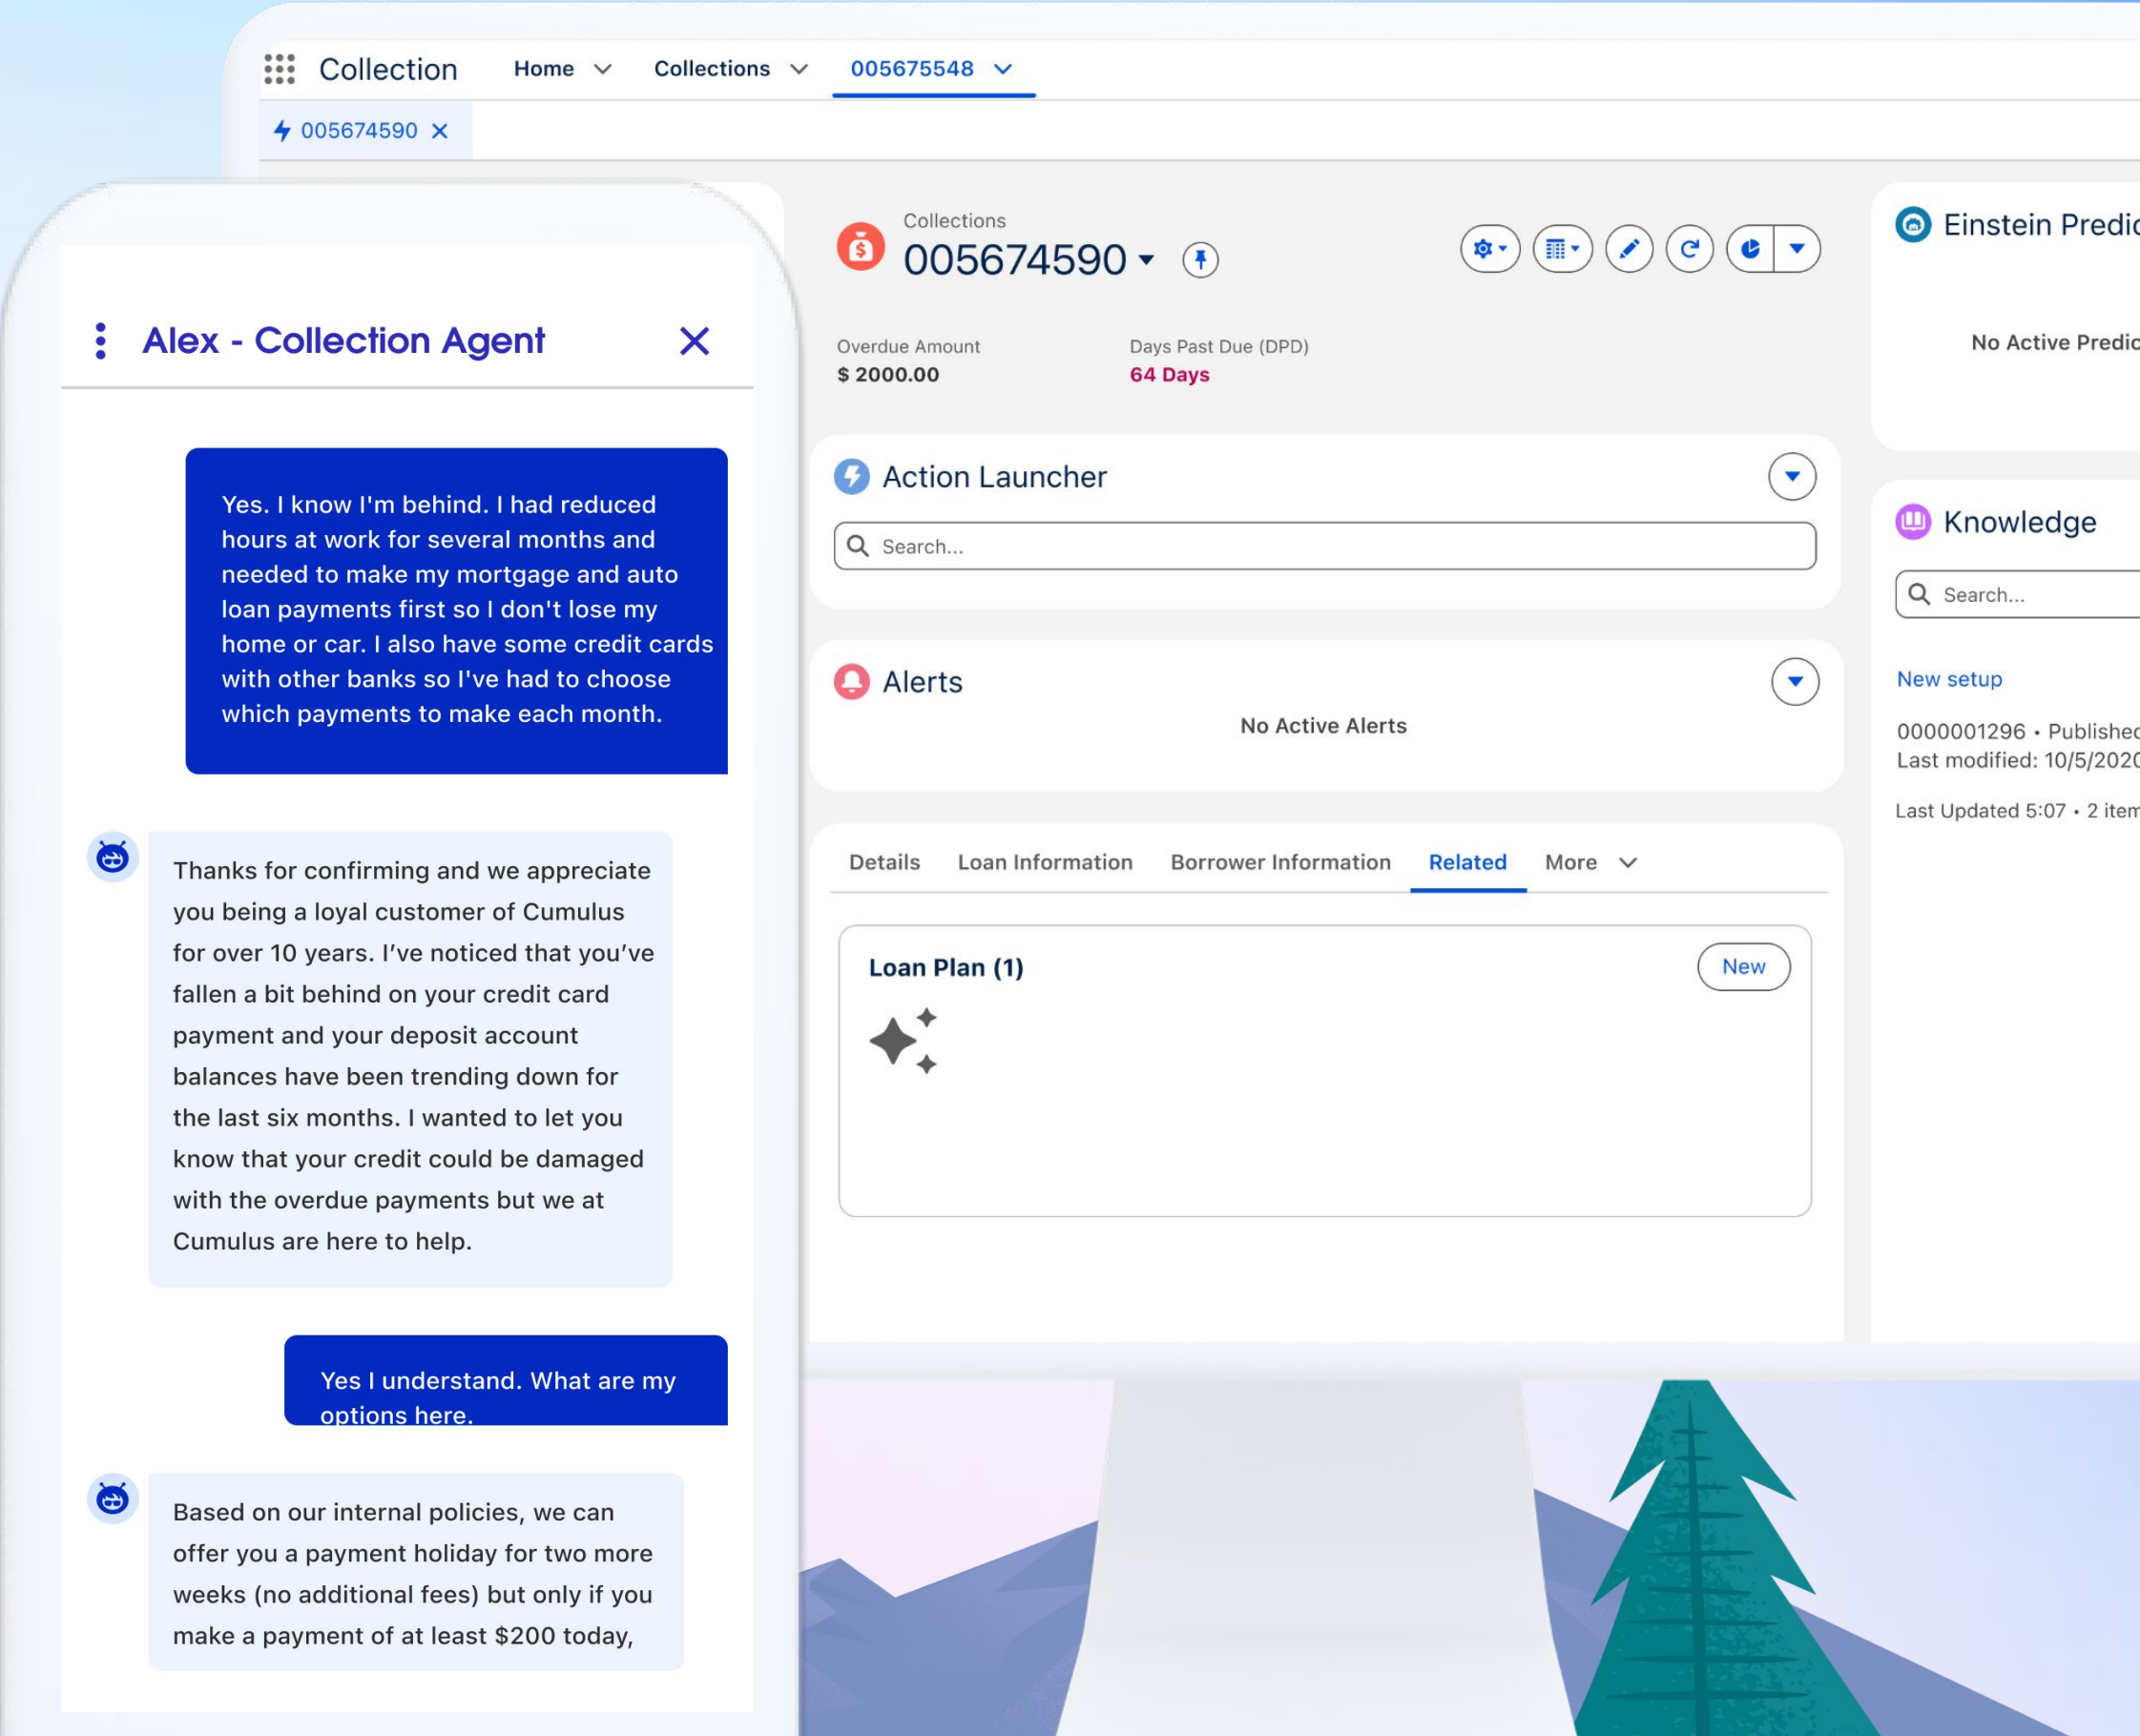 Collection Home Collections 005675548
005674590
Alex - Collection Agent
Yes. I know I'm behind. I had reduced
hours at work for several months and
needed to make my mortgage and auto
loan payments first so I don't lose my
home or car. I also have some credit cards
with other banks so I've had to choose
which payments to make each month.
Thanks for confirming and we appreciate
you being a loyal customer of Cumulus
for over 10 years. I’ve noticed that you’ve
fallen a bit behind on your credit card
payment and your deposit account
balances have been trending down for
the last six months. I wanted to let you
know that your credit could be damaged
with the overdue payments but we at
Cumulus are here to help.
Yes I understand. What are my
options here.
Based on our internal policies, we can
offer you a payment holiday for two more
weeks (no additional fees) but only if you
make a payment of at least $200 today,
Collections
005674590
Overdue Amount
$ 2000.00
Days Past Due (DPD)
64 Days
Action Launcher
Search...
Alerts
No Active Alerts
Details Loan Information Borrower Information Related More
Loan Plan (1)
New
Einstein
No Active
Knowledge
Search...
New setup
0000001296 •
Last modified: 10/5/2020
Last Updated 5:07 • 2